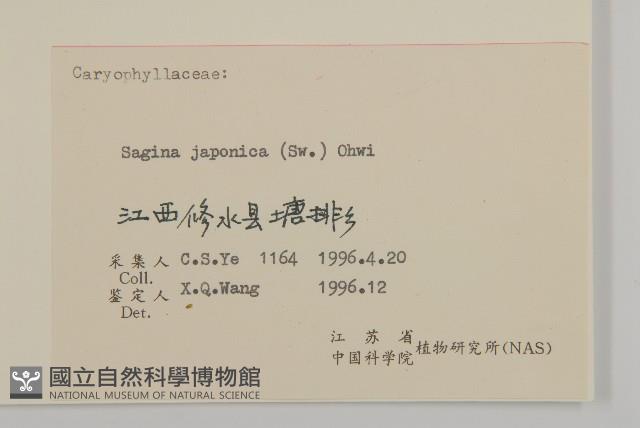 Caryophyllaceae:
Sagina japonica (Sw.) Ohwi
江西修水县塘排乡
采集人 C.S.Ye 1164 1996.4.20
Coll.
鉴定人 X.Q.Wang 1996.12
Det.
江苏省
中国科学院 植物研究所(NAS)
國立自然科學博物館
NATIONAL MUSEUM OF NATURAL SCIENCE